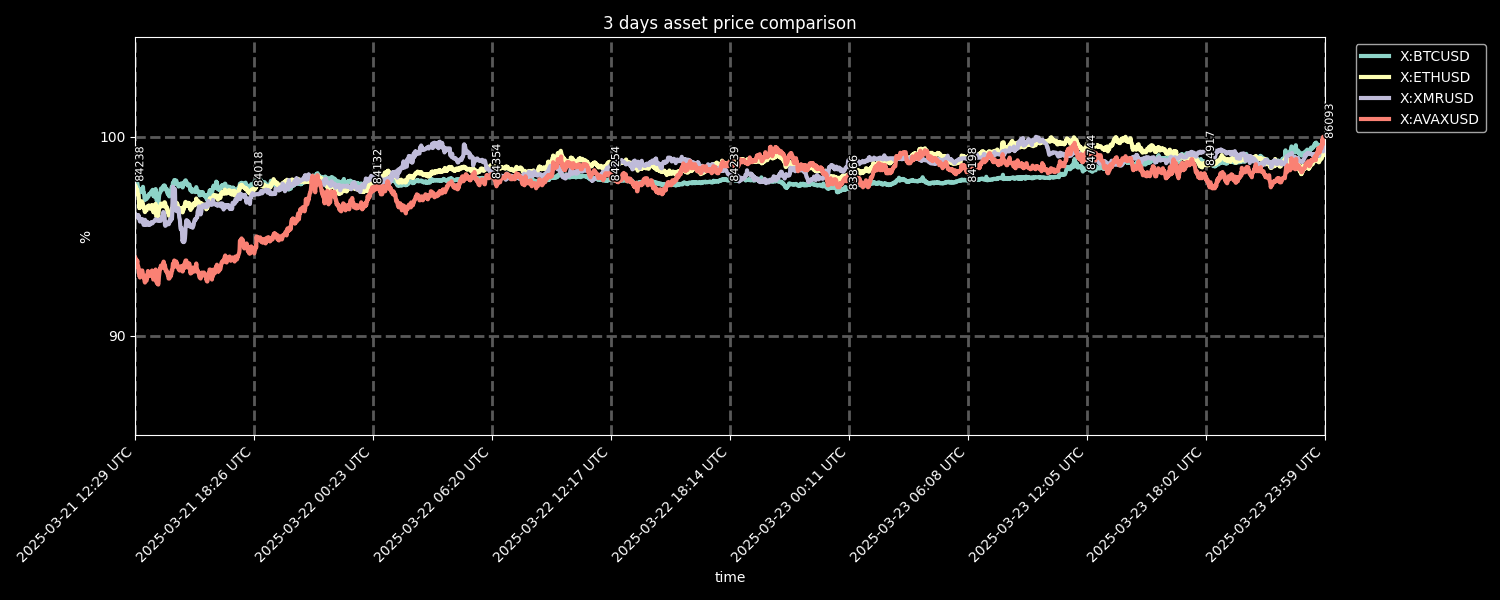 3 days asset price comparison
X:BTCUSD
X:ETHUSD
X:XMRUSD
X:AVAXUSD
100
90
%
84238
84018
84132
84354
84254
84239
83866
84198
84744
84917
86093
2025-03-21 12:29 UTC
2025-03-21 18:26 UTC
2025-03-22 00:23 UTC
2025-03-22 06:20 UTC
2025-03-22 12:17 UTC
2025-03-22 18:14 UTC
2025-03-23 00:11 UTC
2025-03-23 06:08 UTC
2025-03-23 12:05 UTC
2025-03-23 18:02 UTC
2025-03-23 23:59 UTC
time